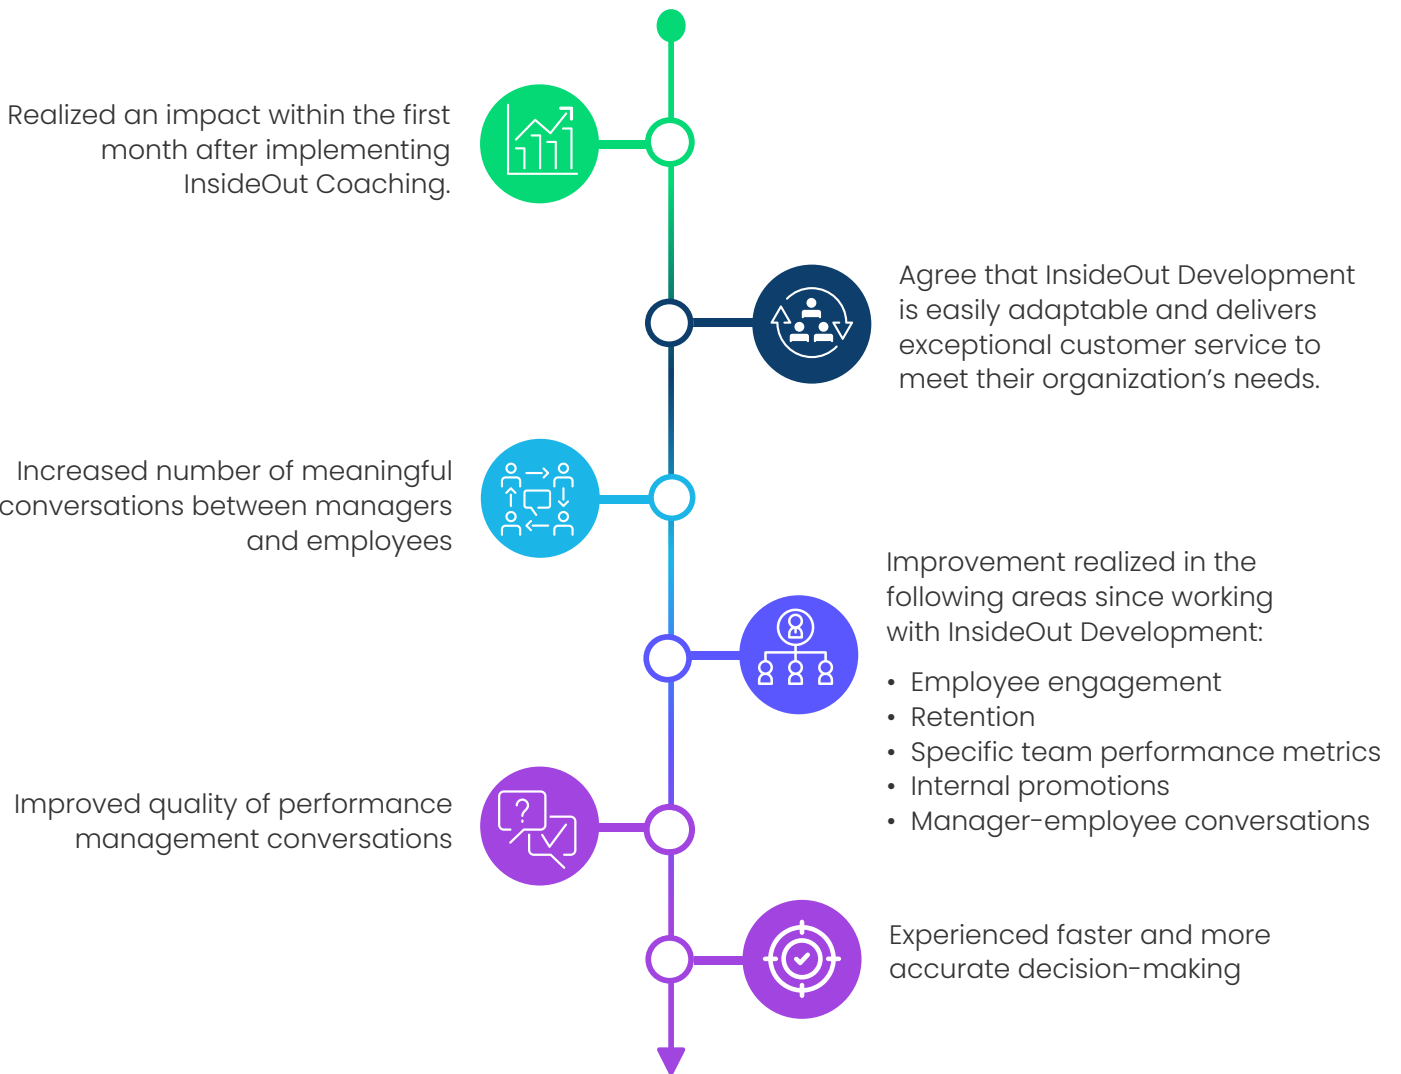 Realized an impact within the first
month after implementing
InsideOut Coaching.
Agree that InsideOut Development
is easily adaptable and delivers
exceptional customer service to
meet their organization’s needs.
Increased number of meaningful
conversations between managers
and employees
Improvement realized in the
following areas since working
with InsideOut Development:
• Employee engagement
• Retention
• Specific team performance metrics
• Internal promotions
• Manager-employee conversations
Improved quality of performance
management conversations
?
Experienced faster and more
accurate decision-making